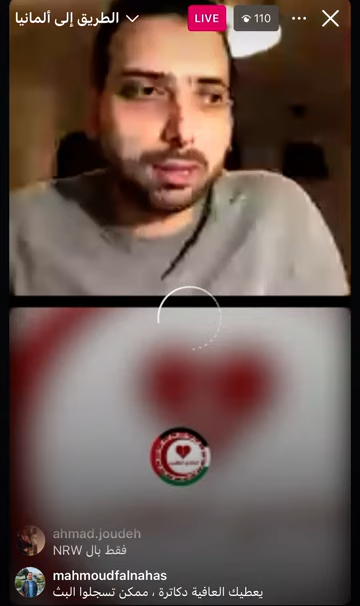 الطريق إلى ألمانيا
LIVE
110
ahmad.joudeh
فقط بال NRW
mahmoudfalnahas
يعطيك العافية دكاترة ، ممكن تسجلوا البث